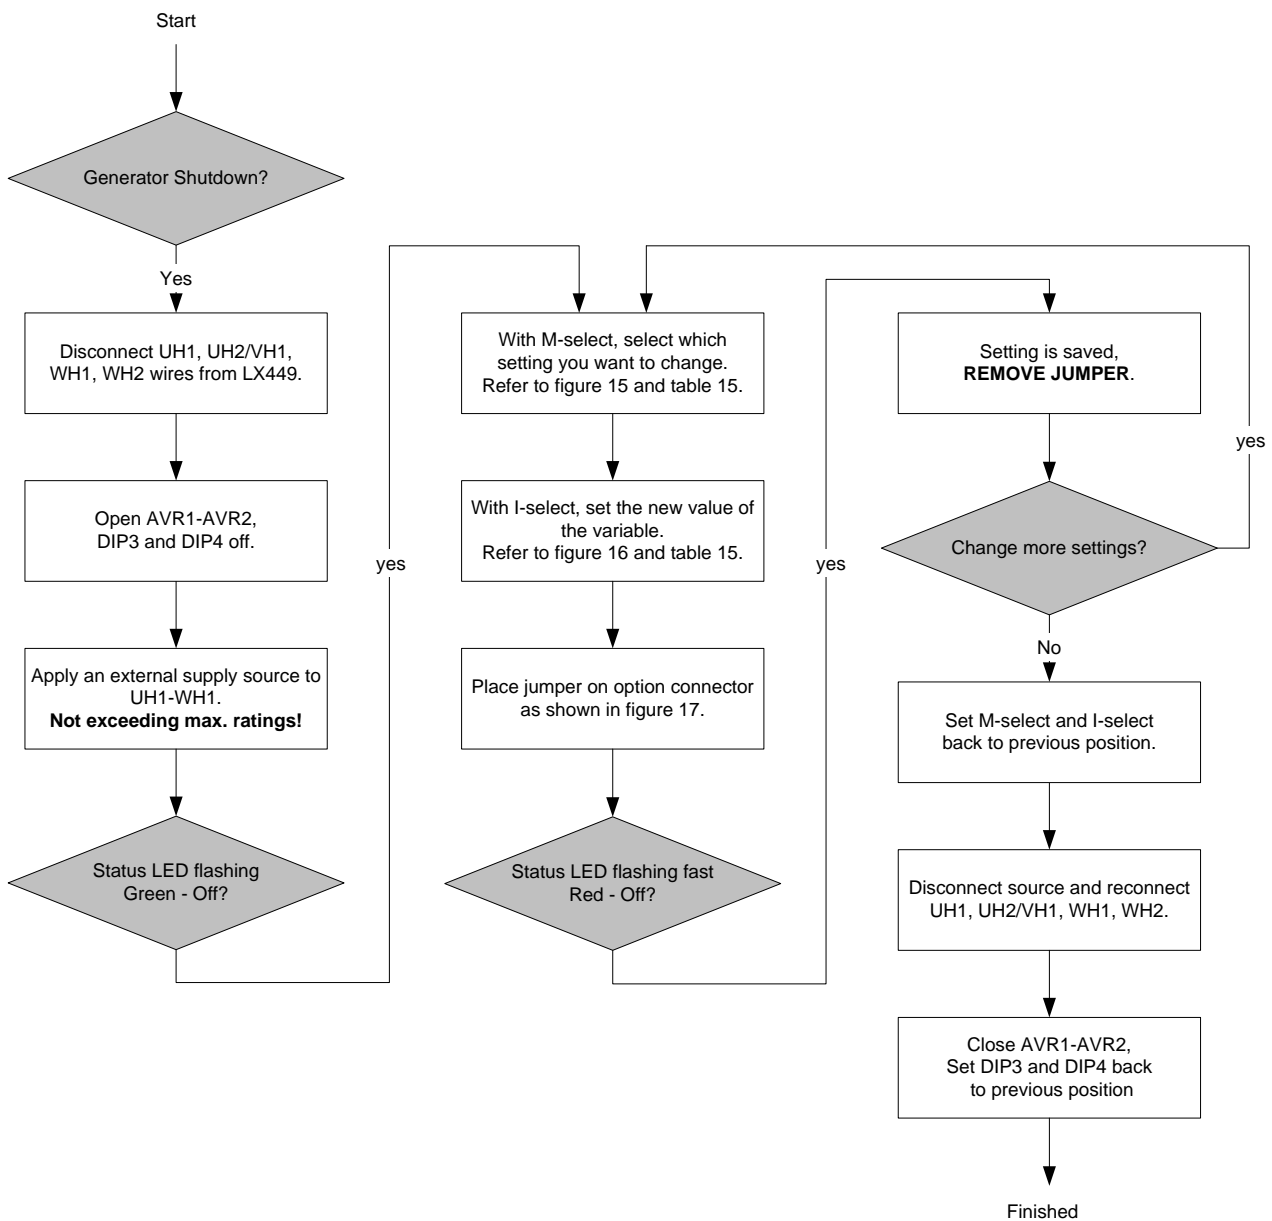 Start
Generator Shutdown?
Yes
Disconnect UH1, UH2/VH1,
WH1, WH2 wires from LX449.
Open AVR1-AVR2,
DIP3 and DIP4 off.
Apply an external supply source to
UH1-WH1.
Not exceeding max. ratings!
Status LED flashing
Green - Off?
yes
With M-select, select which
setting you want to change.
Refer to figure 15 and table 15.
With I-select, set the new value of
the variable.
Refer to figure 16 and table 15.
Place jumper on option connector
as shown in figure 17.
Status LED flashing fast
Red - Off?
yes
Setting is saved,
REMOVE JUMPER.
Change more settings?
yes
No
Set M-select and I-select
back to previous position.
Disconnect source and reconnect
UH1, UH2/VH1, WH1, WH2.
Close AVR1-AVR2,
Set DIP3 and DIP4 back
to previous position
Finished